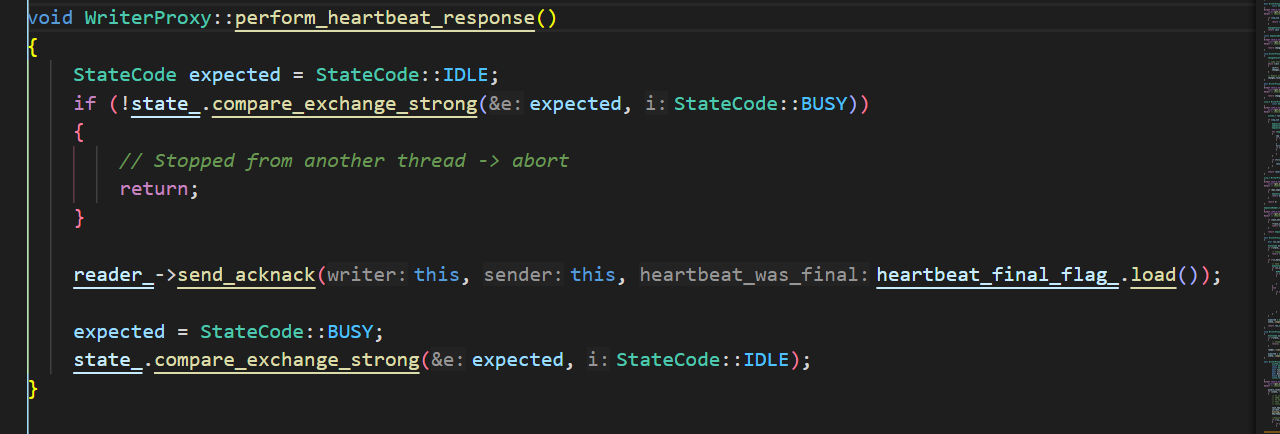 void WriterProxy::perform_heartbeat_response()
{
StateCode expected = StateCode::IDLE;
if (!state_.compare_exchange_strong(&e: expected, i: StateCode::BUSY))
{
// Stopped from another thread -> abort
return;
}
reader_->send_acknack(writer: this, sender: this, heartbeat_was_final: heartbeat_final_flag_.load());
expected = StateCode::BUSY;
state_.compare_exchange_strong(&e: expected, i: StateCode::IDLE);
}